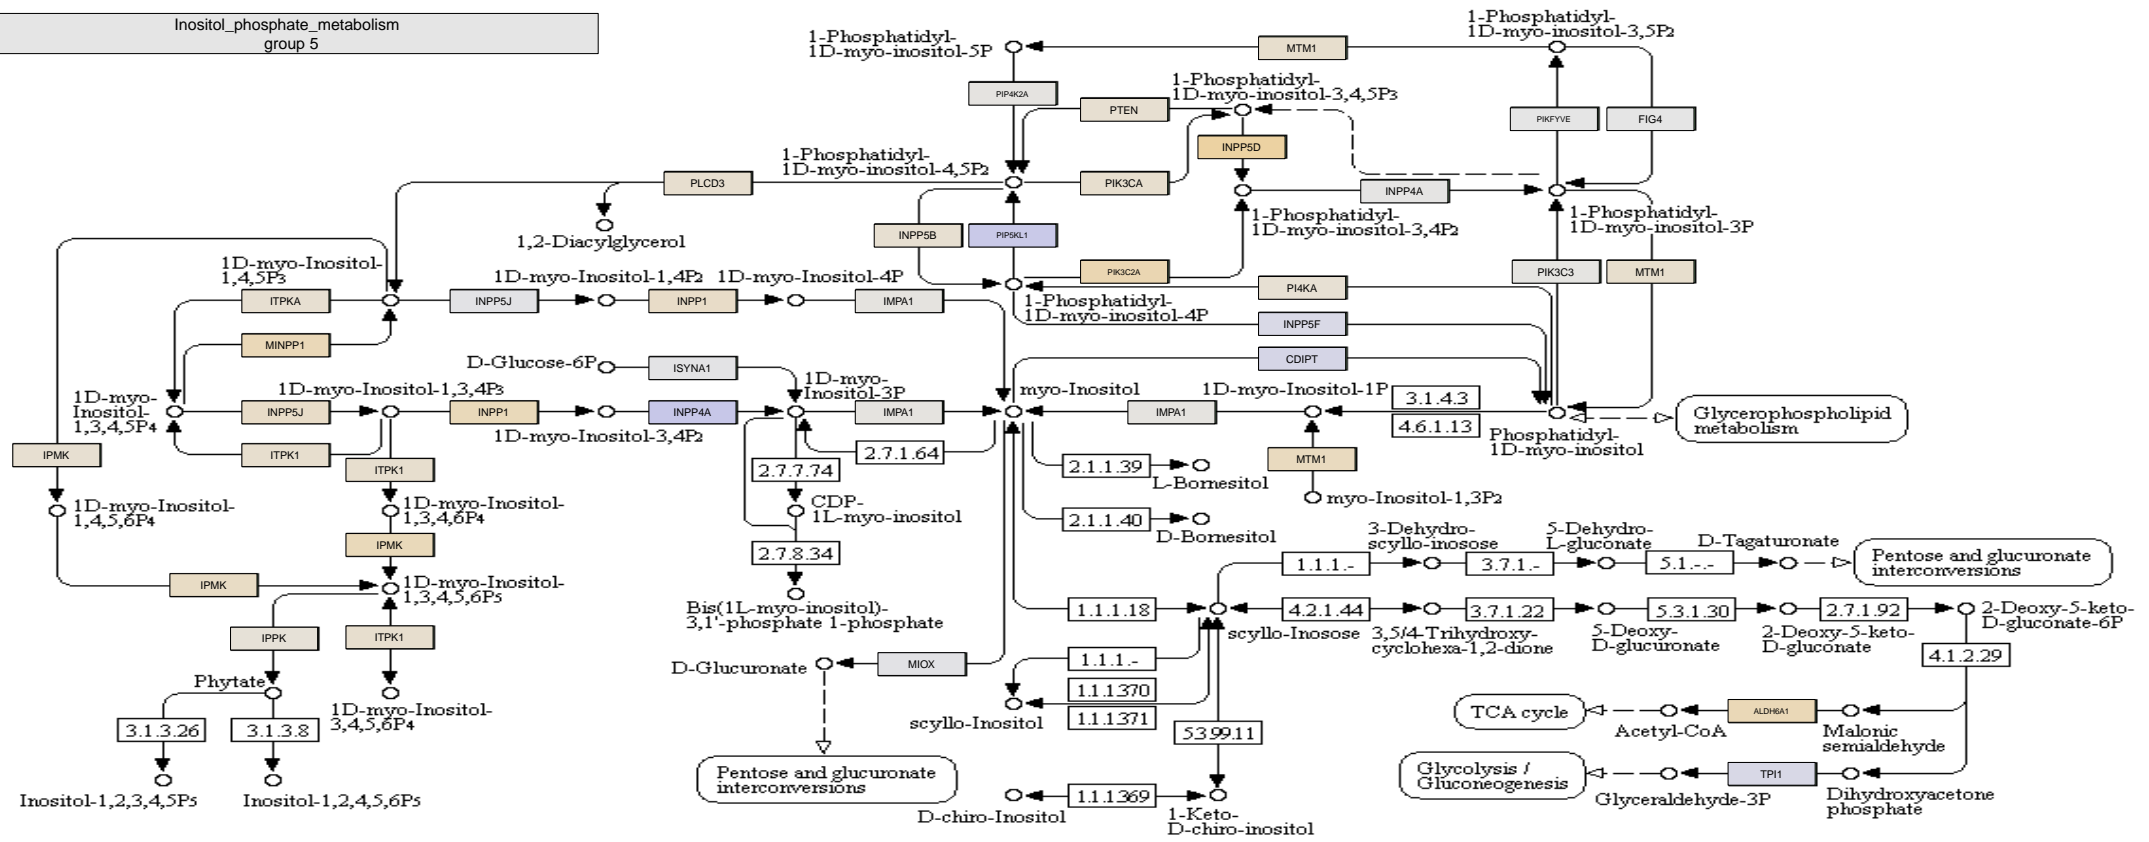 Inositol_phosphate_metabolism
group 5
1-Phosphatidyl-
1D-myo-inositol-5P
MTM1
1-Phosphatidyl-
1D-myo-inositol-3,5P2
PIP4K2A
PTEN
1-Phosphatidyl-
1D-myo-inositol-3,4,5P3
PIKFYVE
FIG4
INPP5D
1-Phosphatidyl-
1D-myo-inositol-4,5P2
PLCD3
PIK3CA
INPP4A
1,2-Diacylglycerol
INPP5B
PIP5KL1
1-Phosphatidyl-
1D-myo-inositol-3,4P2
1-Phosphatidyl-
1D-myo-inositol-3P
PIK3C2A
PIK3C3
MTM1
1D-myo-Inositol-
1,4,5P3
1D-myo-Inositol-1,4P2
1D-myo-Inositol-4P
ITPKA
INPP5J
INPP1
IMPA1
PI4KA
1-Phosphatidyl-
1D-myo-inositol-4P
INPP5F
MINPP1
D-Glucose-6P
ISYNA1
CDIPT
1D-myo-
Inositol-
1,3,4,5P4
1D-myo-Inositol-1,3,4P3
1D-myo-
Inositol-3P
myo-Inositol
1D-myo-Inositol-1P
3.1.4.3
INPP5J
INPP1
INPP4A
IMPA1
IMPA1
4.6.1.13
Glycerophospholipid
metabolism
1D-myo-Inositol-3,4P2
Phosphatidyl-
1D-myo-inositol
IPMK
ITPK1
ITPK1
2.7.1.64
2.7.7.74
2.1.1.39
L-Bornesitol
MTM1
myo-Inositol-1,3P2
1D-myo-Inositol-
1,4,5,6P4
1D-myo-Inositol-
1,3,4,6P4
CDP-
1L-myo-inositol
2.1.1.40
D-Bornesitol
IPMK
2.7.8.34
3-Dehydro-
scyllo-inosose
5-Dehydro-
L-gluconate
D-Tagaturonate
1.1.1.-
3.7.1.-
5.1.-.-
Pentose and glucuronate
interconversions
IPMK
1D-myo-Inositol-
1,3,4,5,6P5
Bis(1L-myo-inositol)-
3,1'-phosphate 1-phosphate
1.1.1.18
4.2.1.44
3.7.1.22
5.3.1.30
2.7.1.92
2-Deoxy-5-keto-
D-gluconate-6P
scyllo-Inosose
3,5/4-Trihydroxy-
cyclohexa-1,2-dione
5-Deoxy-
D-glucuronate
2-Deoxy-5-keto-
D-gluconate
IPPK
ITPK1
D-Glucuronate
MIOX
1.1.1.-
4.1.2.29
Phytate
1.1.1.370
1.1.1.371
scyllo-Inositol
1D-myo-Inositol-
3,4,5,6P4
3.1.3.26
3.1.3.8
5.3.99.11
TCA cycle
Acetyl-CoA
ALDH6A1
Malonic
semialdehyde
Pentose and glucuronate
interconversions
Glycolysis /
Gluconeogenesis
Glyceraldehyde-3P
TPI1
Dihydroxyacetone
phosphate
Inositol-1,2,3,4,5P5
Inositol-1,2,4,5,6P5
D-chiro-Inositol
1.1.1.369
1-Keto-
D-chiro-inositol